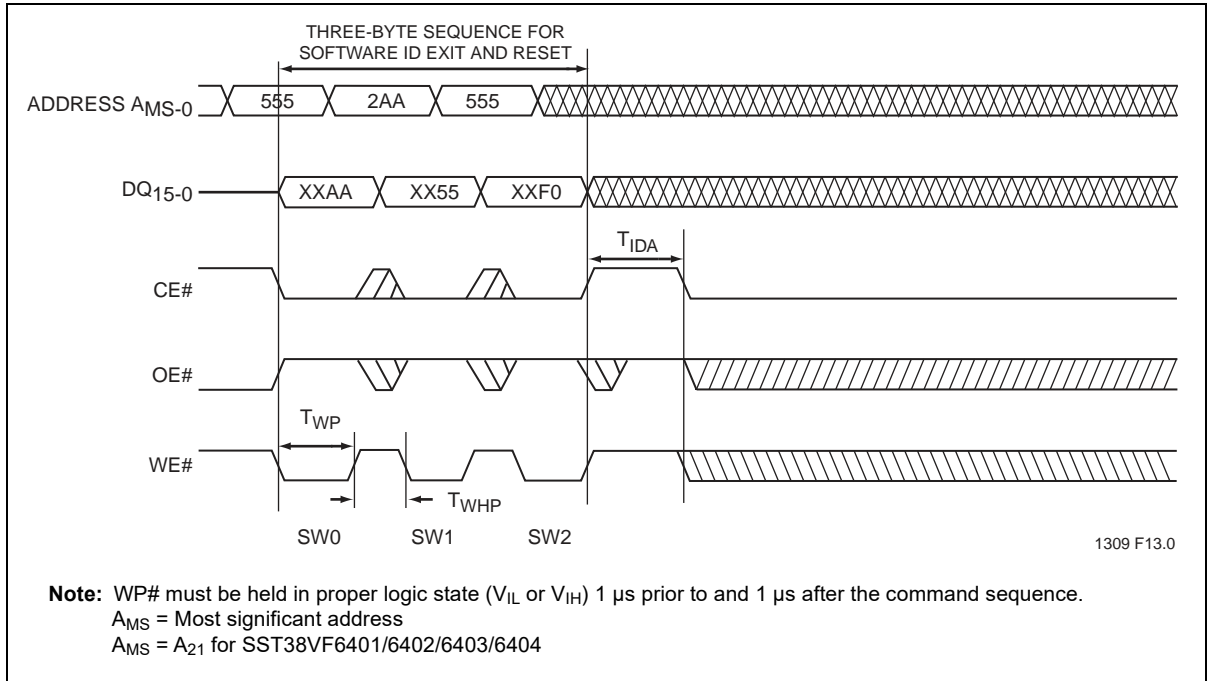 THREE-BYTE SEQUENCE FOR
SOFTWARE ID EXIT AND RESET
ADDRESS AMS-0
555
2AA
555
DQ15-0
XXAA
XX55
XXF0
TIDA
CE#
OE#
TWP
WE#
TWHP
SW0
SW1
SW2
1309 F13.0
Note: WP# must be held in proper logic state (VIL or VIH) 1 µs prior to and 1 µs after the command sequence.
AMS = Most significant address
AMS = A21 for SST38VF6401/6402/6403/6404